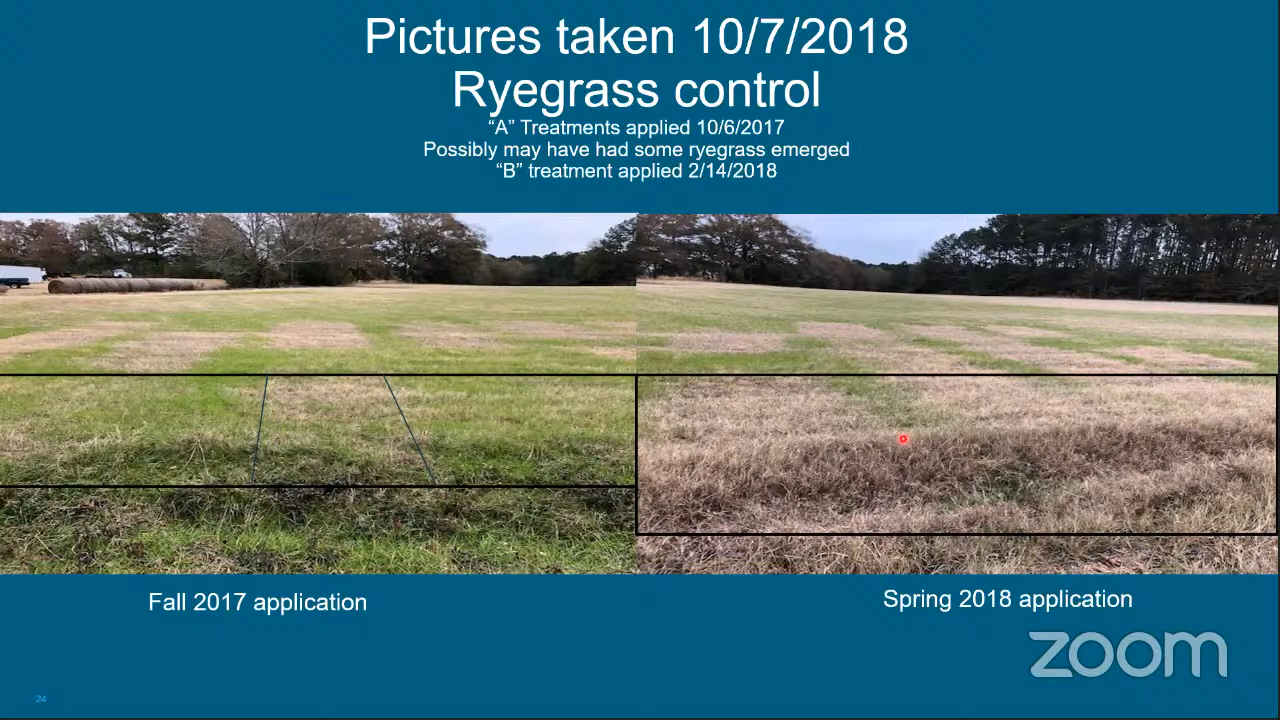 Pictures taken 10/7/2018
Ryegrass control
“A” Treatments applied 10/6/2017
Possibly may have had some ryegrass emerged
“B” treatment applied 2/14/2018
Fall 2017 application
Spring 2018 application
zoom
24